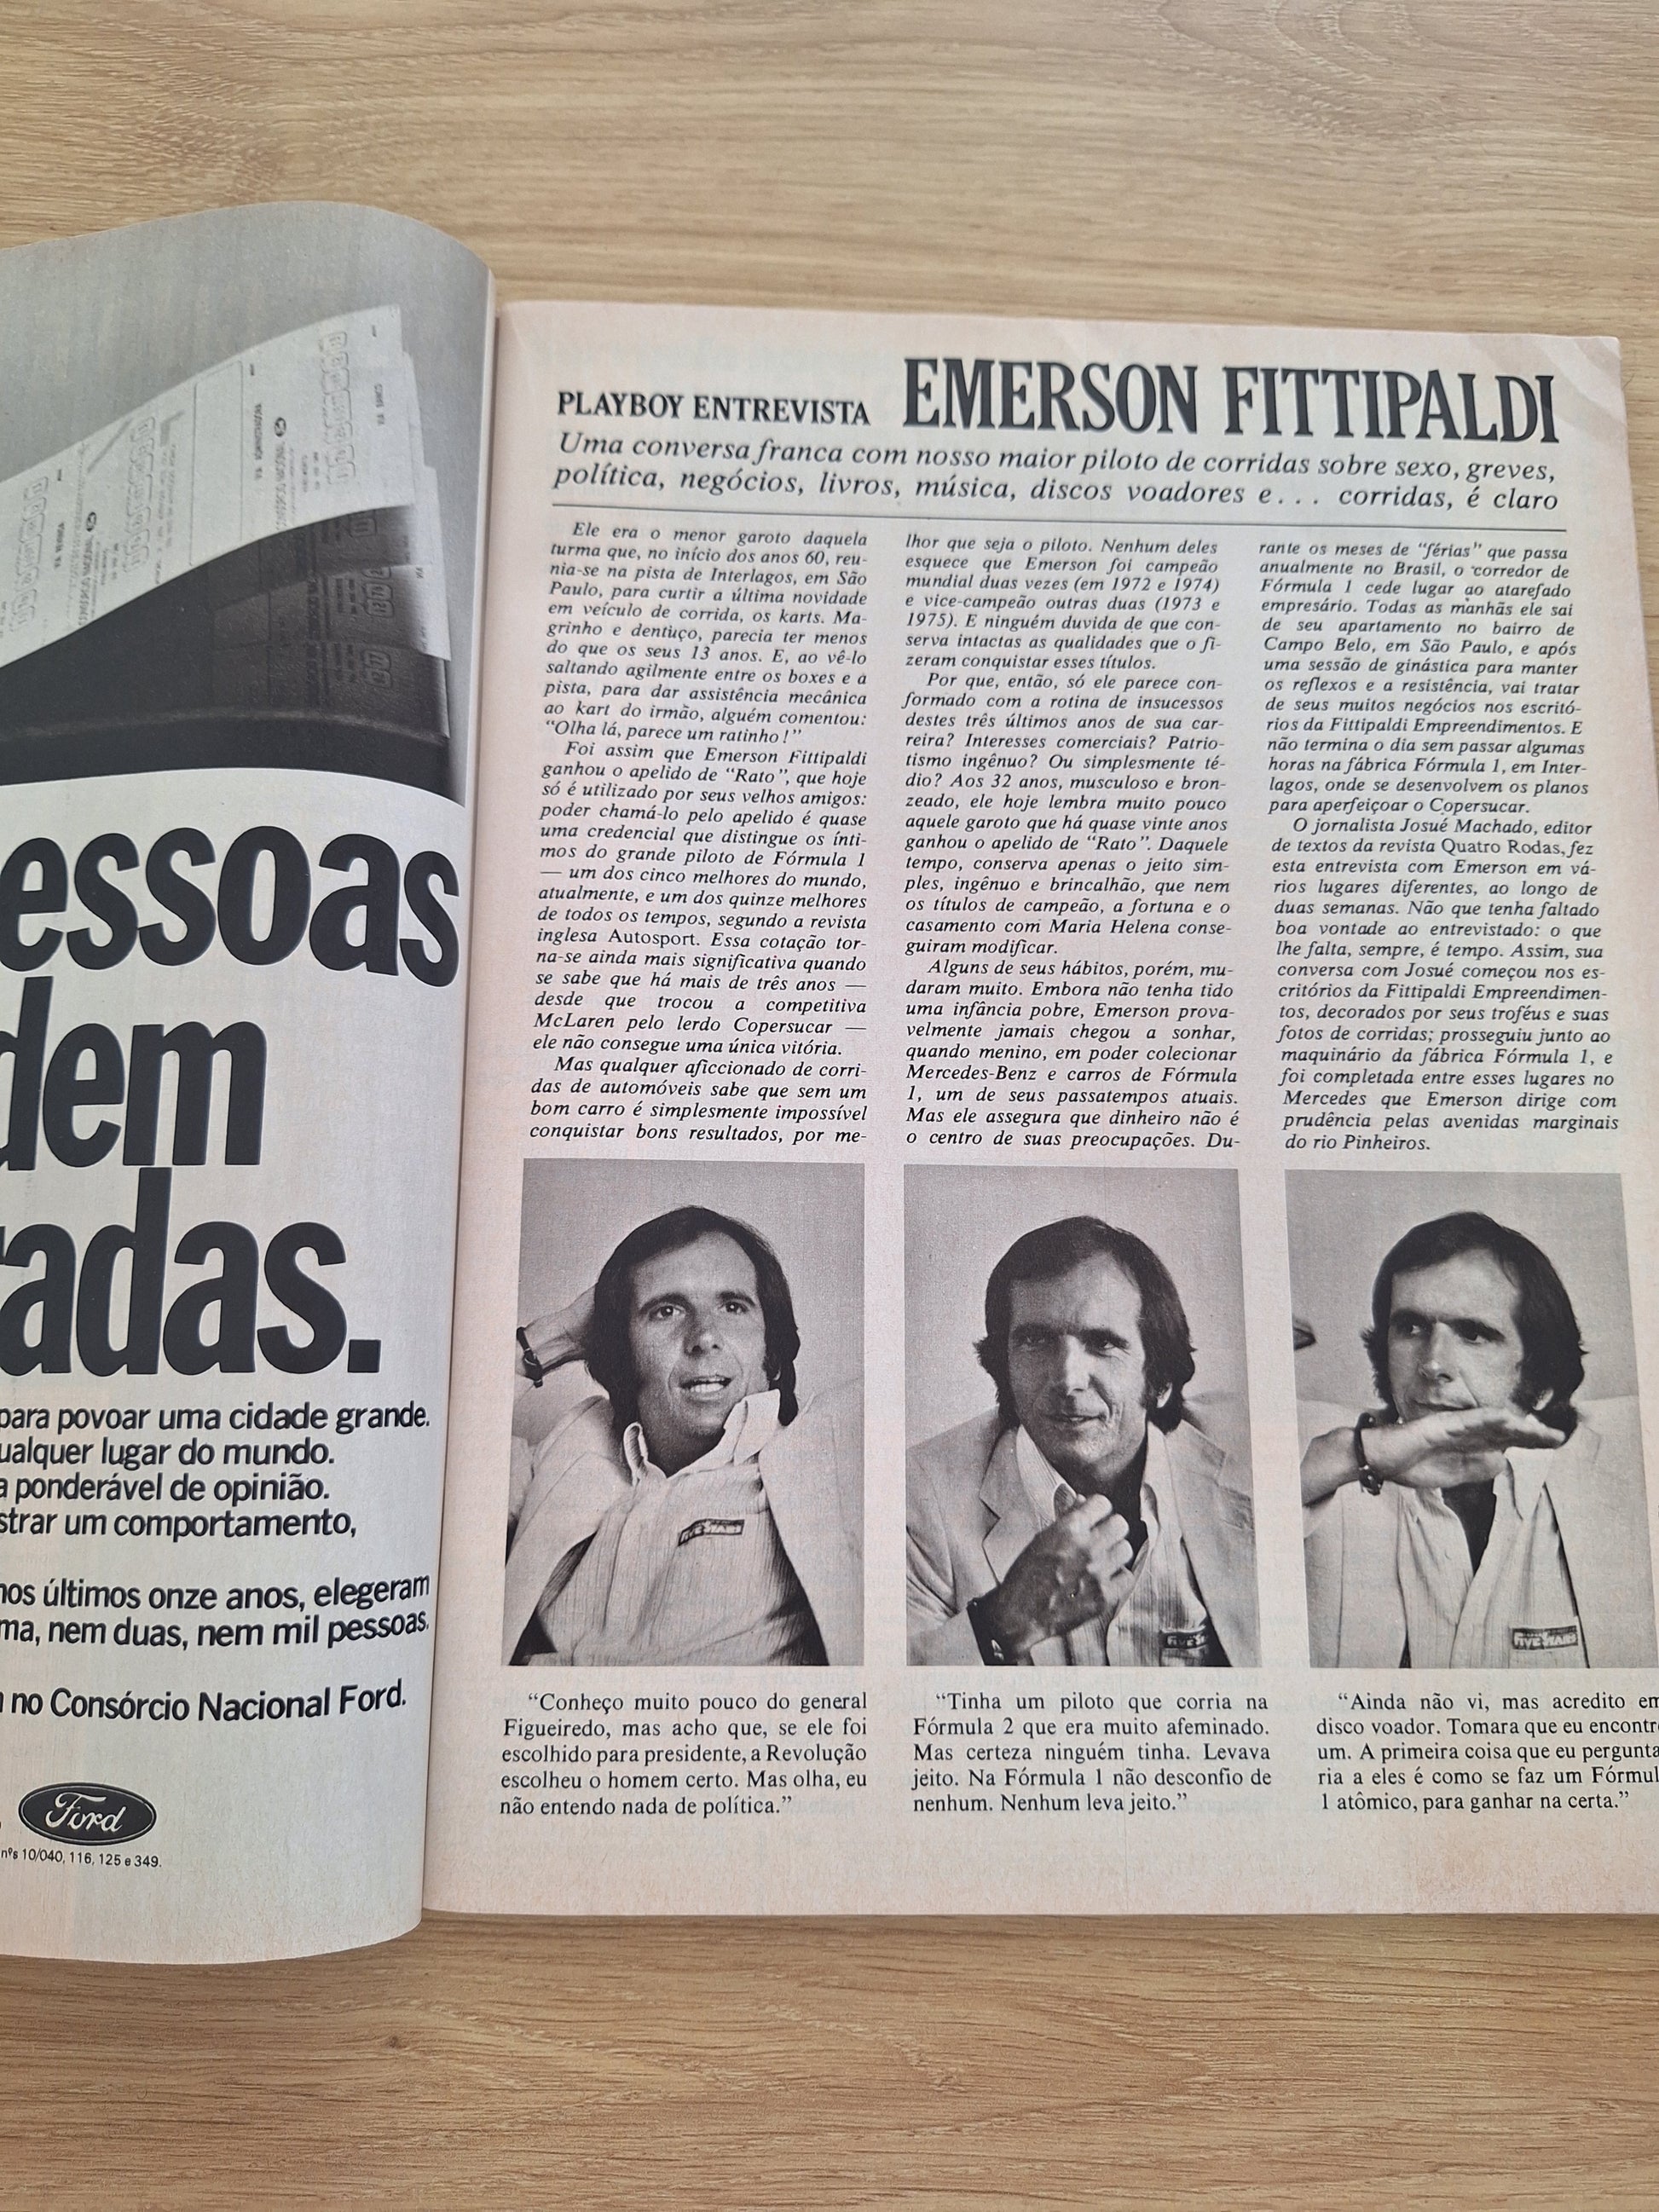 essoas
dem
adas.
para povoar uma cidade grande.
ualquer lugar do mundo.
a ponderável de opinião.
strar um comportamento,
nos últimos onze anos, elegeram
ma, nem duas, nem mil pessoas.
no Consórcio Nacional Ford.
Ford
nºs 10/040, 116, 125 e 349.
PLAYBOY ENTREVISTA EMERSON FITTIPALDI
Uma conversa franca com nosso maior piloto de corridas sobre sexo, greves,
política, negócios, livros, música, discos voadores e... corridas, é claro
Ele era o menor garoto daquela
turma que, no início dos anos 60, reu-
nia-se na pista de Interlagos, em São
Paulo, para curtir a última novidade
em veículo de corrida, os karts. Ma-
grinho e dentuço, parecia ter menos
do que os seus 13 anos. E, ao vê-lo
saltando agilmente entre os boxes e a
pista, para dar assistência mecânica
ao kart do irmão, alguém comentou:
“Olha lá, parece um ratinho!”
Foi assim que Emerson Fittipaldi
ganhou o apelido de “Rato”, que hoje
só é utilizado por seus velhos amigos:
poder chamá-lo pelo apelido é quase
uma credencial que distingue os ínti-
mos do grande piloto de Fórmula 1
— um dos cinco melhores do mundo,
atualmente, e um dos quinze melhores
de todos os tempos, segundo a revista
inglesa Autosport. Essa cotação tor-
na-se ainda mais significativa quando
se sabe que há mais de três anos —
desde que trocou a competitiva
McLaren pelo lerdo Copersucar —
ele não consegue uma única vitória.
Mas qualquer aficcionado de corri-
das de automóveis sabe que sem um
bom carro é simplesmente impossível
conquistar bons resultados, por me-
lhor que seja o piloto. Nenhum deles
esquece que Emerson foi campeão
mundial duas vezes (em 1972 e 1974)
e vice-campeão outras duas (1973 e
1975). E ninguém duvida de que con-
serva intactas as qualidades que o fi-
zeram conquistar esses títulos.
Por que, então, só ele parece con-
formado com a rotina de insucessos
destes três últimos anos de sua car-
reira? Interesses comerciais? Patrio-
tismo ingênuo? Ou simplesmente té-
dio? Aos 32 anos, musculoso e bron-
zeado, ele hoje lembra muito pouco
aquele garoto que há quase vinte anos
ganhou o apelido de “Rato”. Daquele
tempo, conserva apenas o jeito sim-
ples, ingênuo e brincalhão, que nem
os títulos de campeão, a fortuna e o
casamento com Maria Helena conse-
guiram modificar.
Alguns de seus hábitos, porém, mu-
daram muito. Embora não tenha tido
uma infância pobre, Emerson prova-
velmente jamais chegou a sonhar,
quando menino, em poder colecionar
Mercedes-Benz e carros de Fórmula
1, um de seus passatempos atuais.
Mas ele assegura que dinheiro não é
o centro de suas preocupações. Du-
rante os meses de “férias” que passa
anualmente no Brasil, o corredor de
Fórmula 1 cede lugar ao atarefado
empresário. Todas as manhãs ele sai
de seu apartamento no bairro de
Campo Belo, em São Paulo, e após
uma sessão de ginástica para manter
os reflexos e a resistência, vai tratar
de seus muitos negócios nos escritó-
rios da Fittipaldi Empreendimentos. E
não termina o dia sem passar algumas
horas na fábrica Fórmula 1, em Inter-
lagos, onde se desenvolvem os planos
para aperfeiçoar o Copersucar.
O jornalista Josué Machado, editor
de textos da revista Quatro Rodas, fez
esta entrevista com Emerson em vá-
rios lugares diferentes, ao longo de
duas semanas. Não que tenha faltado
boa vontade ao entrevistado: o que
lhe falta, sempre, é tempo. Assim, sua
conversa com Josué começou nos es-
critórios da Fittipaldi Empreendimen-
tos, decorados por seus troféus e suas
fotos de corridas; prosseguiu junto ao
maquinário da fábrica Fórmula 1, e
foi completada entre esses lugares no
Mercedes que Emerson dirige com
prudência pelas avenidas marginais
do rio Pinheiros.
FIVE STARS
FIVE STARS
FIVE STARS
“Conheço muito pouco do general
Figueiredo, mas acho que, se ele foi
escolhido para presidente, a Revolução
escolheu o homem certo. Mas olha, eu
não entendo nada de política.”
“Tinha um piloto que corria na
Fórmula 2 que era muito afeminado.
Mas certeza ninguém tinha. Levava
jeito. Na Fórmula 1 não desconfio de
nenhum. Nenhum leva jeito.”
“Ainda não vi, mas acredito em
disco voador. Tomara que eu encontre
um. A primeira coisa que eu pergunta-
ria a eles é como se faz um Fórmul
1 atômico, para ganhar na certa.”